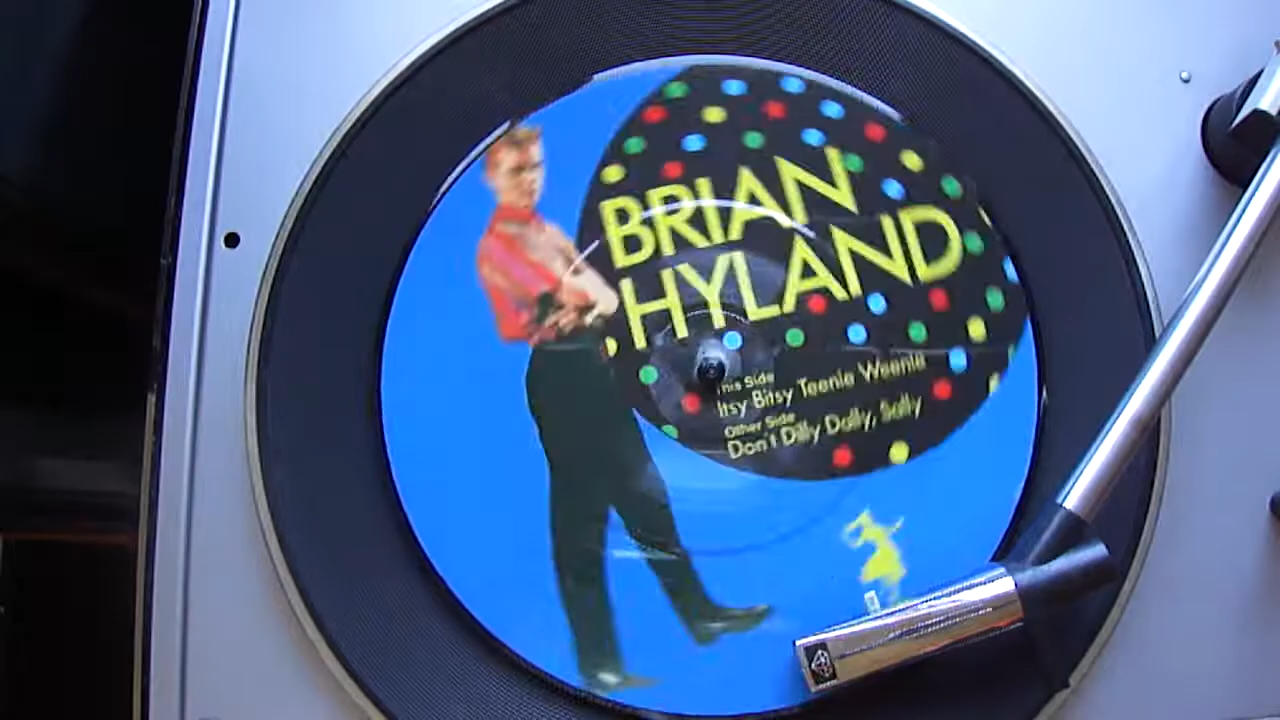 BRIAN
HYLAND
This Side
Itsy Bitsy Teenie Weenie
Other Side
Don't Dilly Dally, Sally